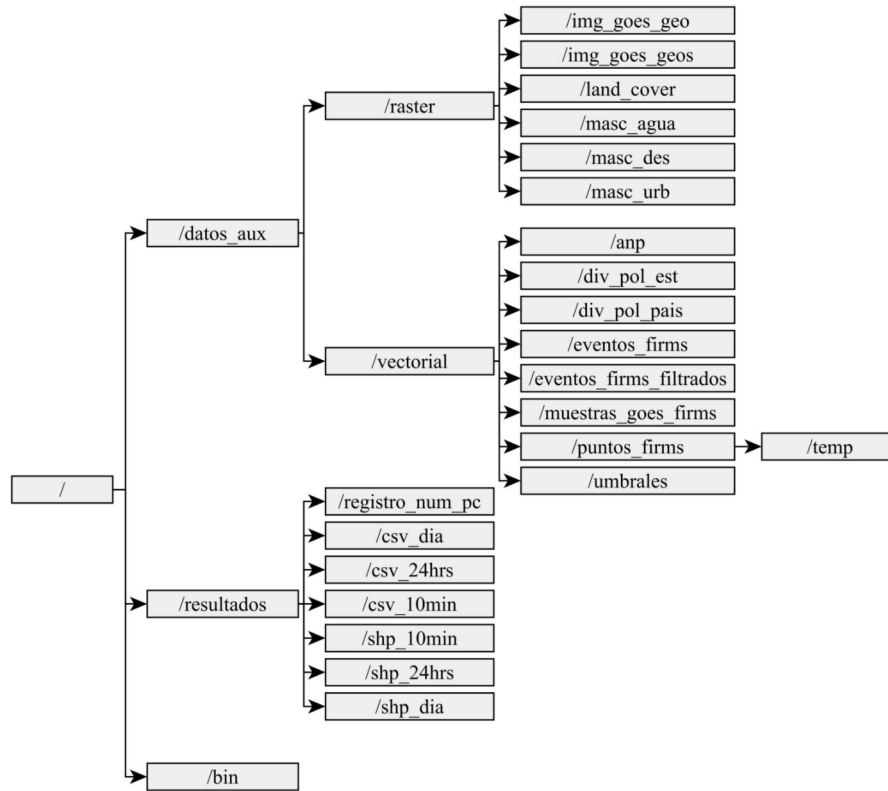 /
/datos_aux
/raster
/img_goes_geo
/img_goes_geos
/land_cover
/masc_agua
/masc_des
/masc_urb
/vectorial
/anp
/div_pol_est
/div_pol_pais
/eventos_firms
/eventos_firms_filtrados
/muestras_goes_firms
/puntos_firms
/temp
/umbrales
/resultados
/registro_num_pc
/csv_dia
/csv_24hrs
/csv_10min
/shp_10min
/shp_24hrs
/shp_dia
/bin